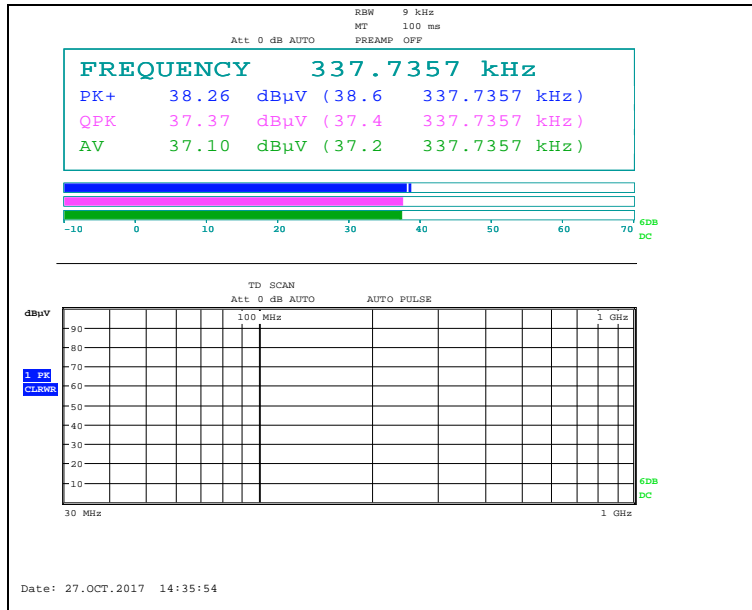 RBW 9 kHz
MT 100 ms
Att 0 dB AUTO PREAMP OFF
FREQUENCY 337.7357 kHz
PK+ 38.26 dBµV (38.6 337.7357 kHz)
QPK 37.37 dBµV (37.4 337.7357 kHz)
AV 37.10 dBµV (37.2 337.7357 kHz)
-10 0 10 20 30 40 50 60 70
6DB
DC
TD SCAN
Att 0 dB AUTO AUTO PULSE
dBµV
100 MHz 1 GHz
90
80
70
1 PK
60
CLRWR
50
40
30
20
10
6DB
DC
30 MHz 1 GHz
Date: 27.OCT.2017 14:35:54